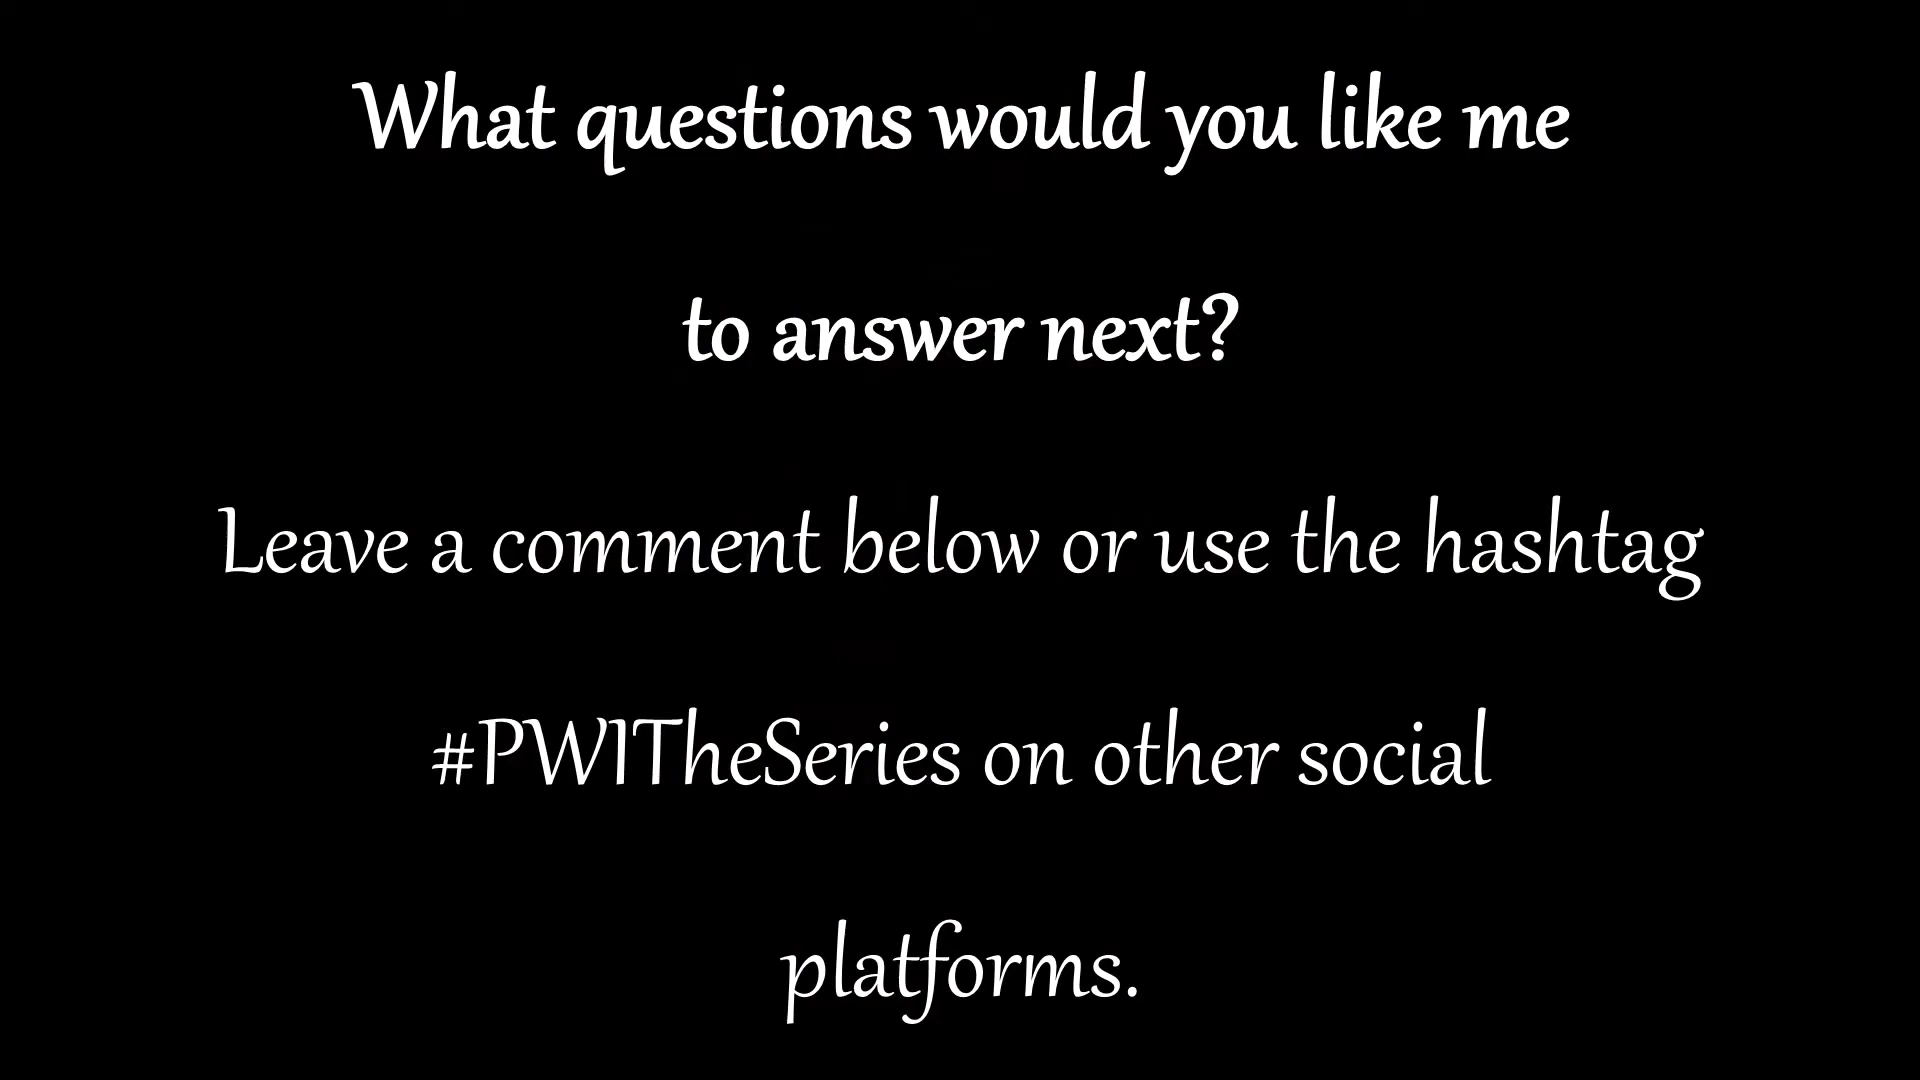 What questions would you like me
to answer next?
Leave a comment below or use the hashtag
#PWITheSeries on other social
platforms.